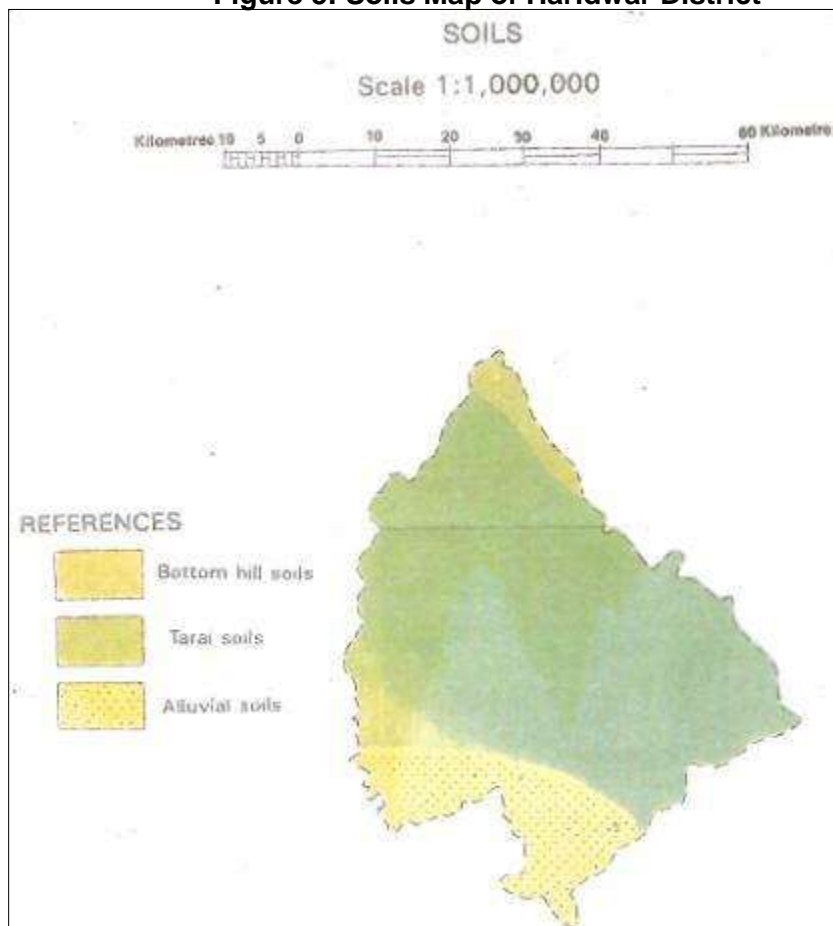 Figure 5: Soils Map of Haridwar District
SOILS
Scale 1:1,000,000
Kilometres 10 5 0 10 20 30 40 60 Kilometres
REFERENCES
Bottom hill soils
Tarai soils
Alluvial soils